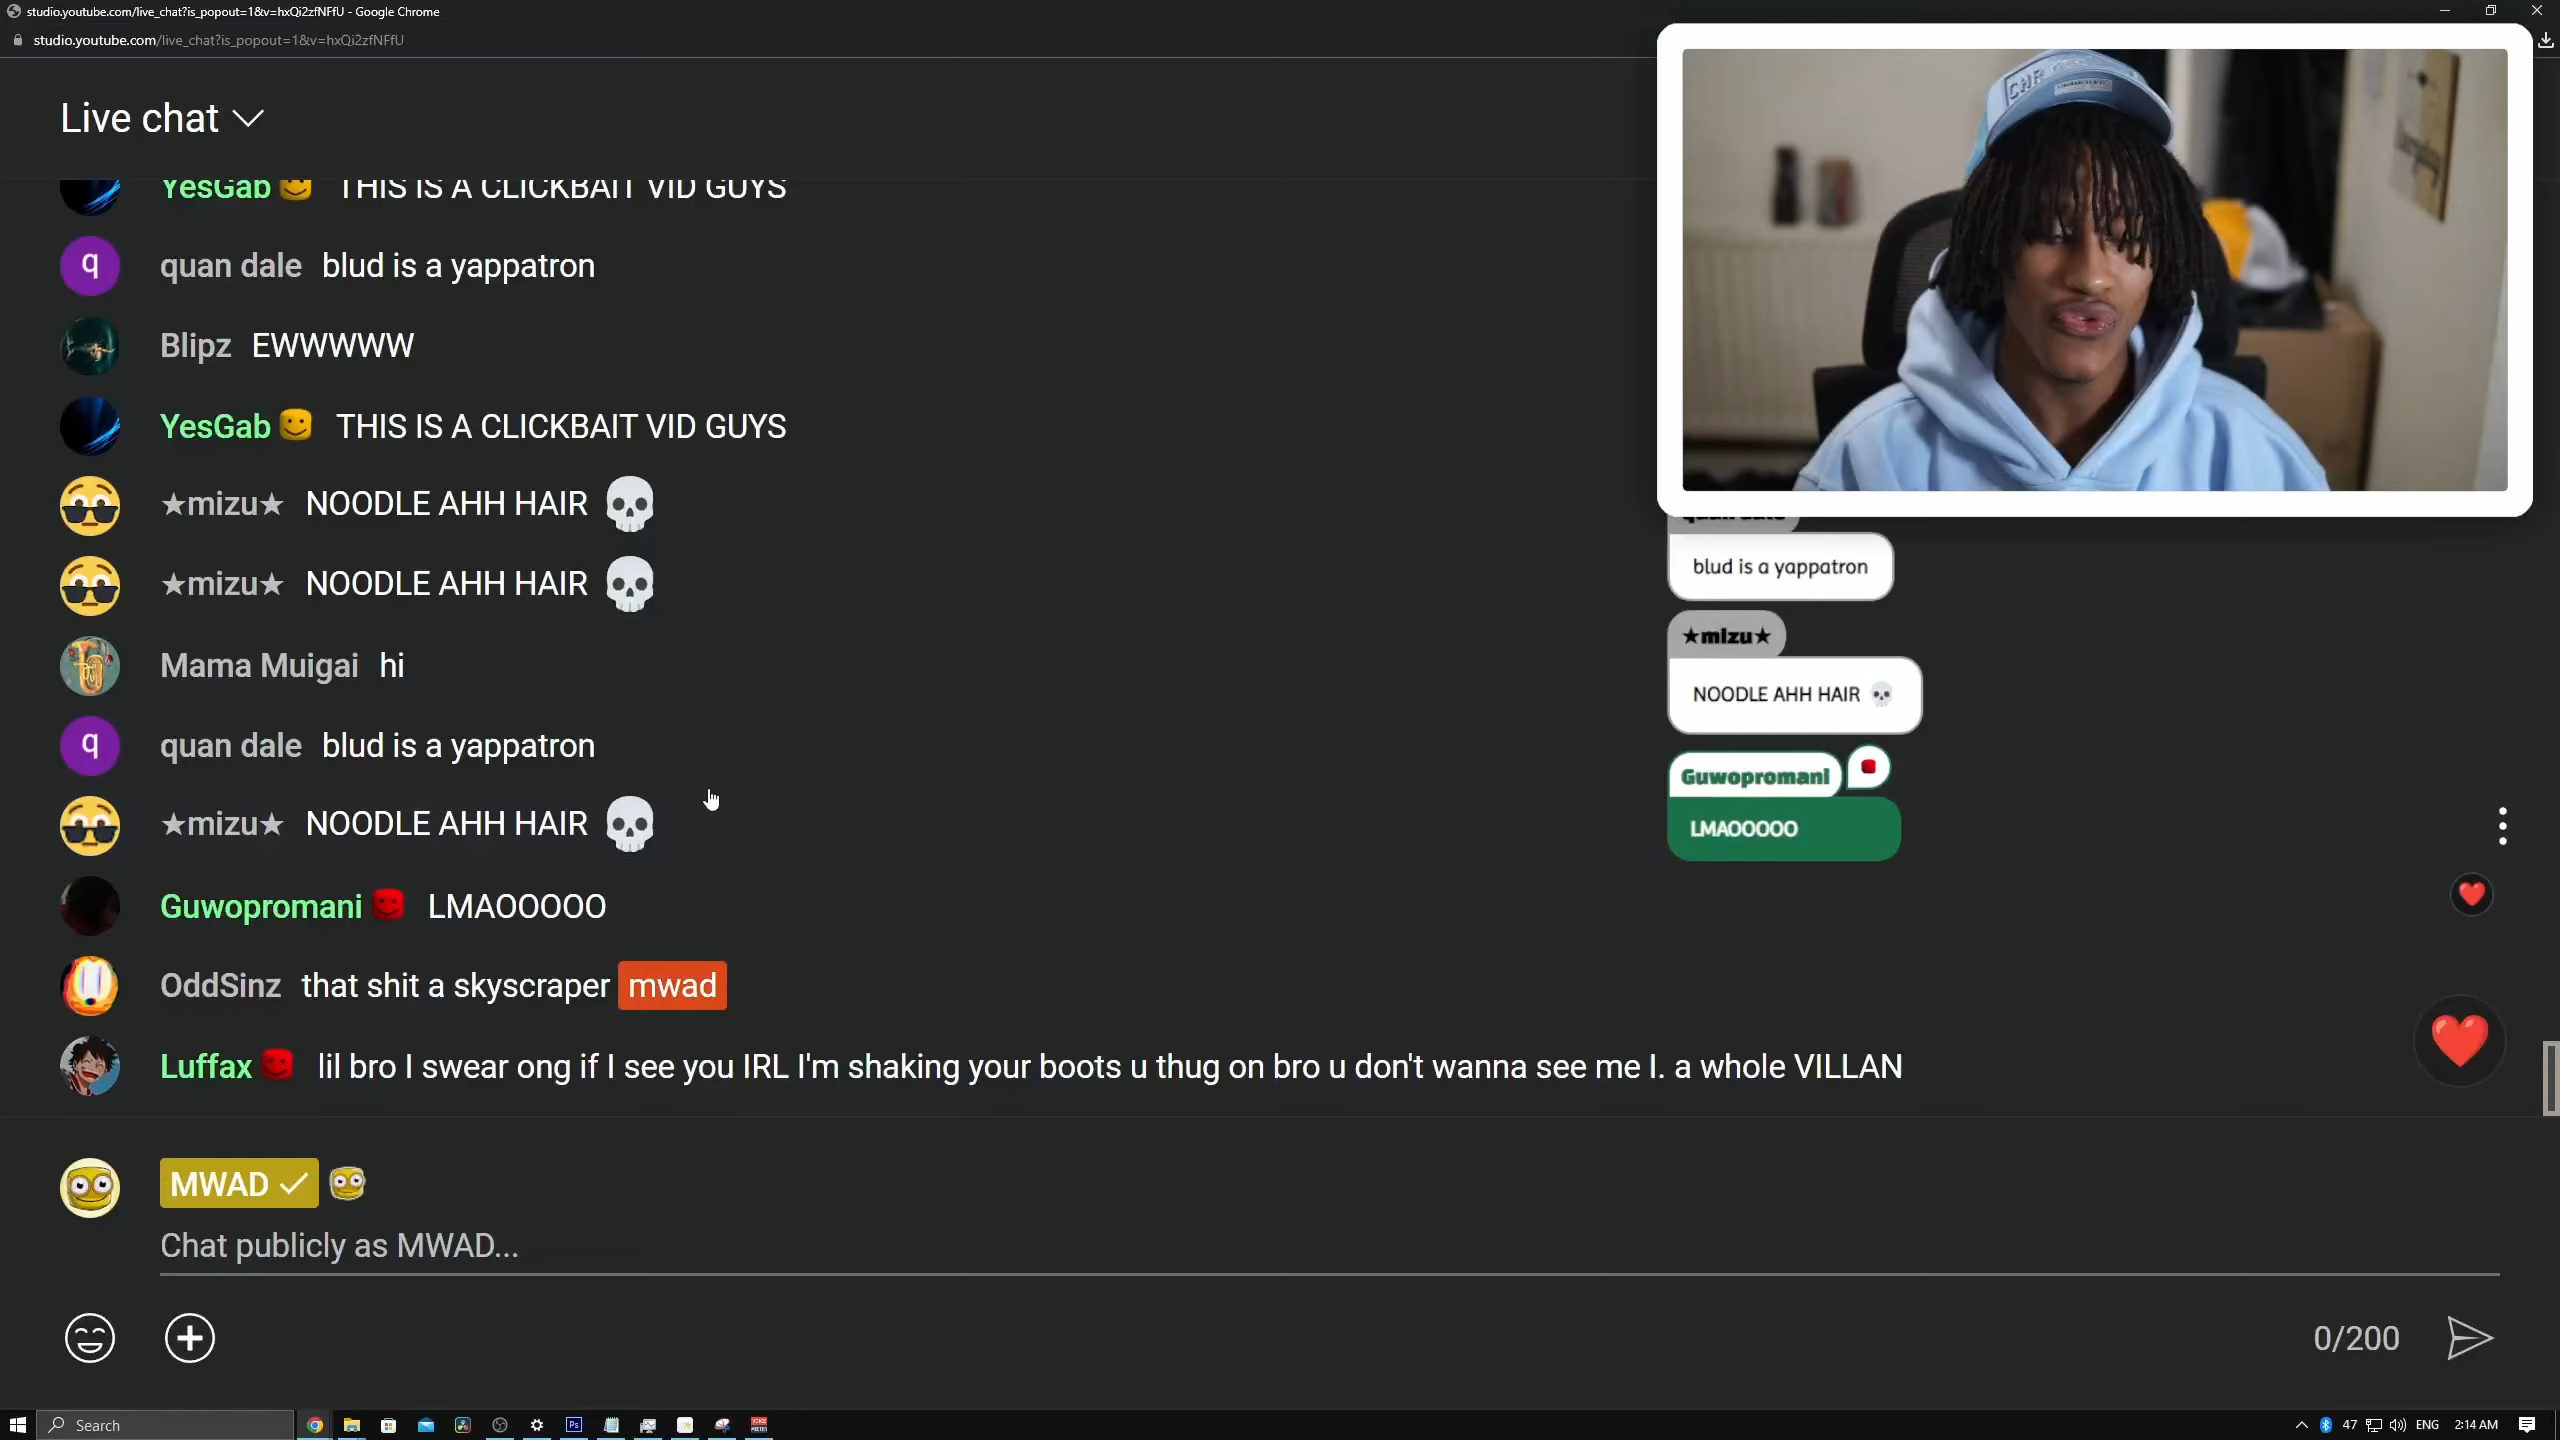 studio.youtube.com/live_chat?is_popout=1&v=hxQi2zfNFfU - Google Chrome
studio.youtube.com/live_chat?is_popout=1&v=hxQi2zfNFfU
Live chat
YesGab THIS IS A CLICKBAIT VID GUYS
quan dale blud is a yappatron
Blipz EWWWWW
YesGab THIS IS A CLICKBAIT VID GUYS
★mizu★ NOODLE AHH HAIR 💀
★mizu★ NOODLE AHH HAIR 💀
Mama Muigai hi
quan dale blud is a yappatron
★mizu★ NOODLE AHH HAIR 💀
Guwopromani LMAOOOOO
OddSinz that shit a skyscraper mwad
Luffax lil bro I swear ong if I see you IRL I'm shaking your boots u thug on bro u don't wanna see me I. a whole VILLAN
MWAD
Chat publicly as MWAD...
0/200
quan dale
blud is a yappatron
★mizu★
NOODLE AHH HAIR 💀
Guwopromani
LMAOOOOO
Search
Ps
47 ENG 2:14 AM